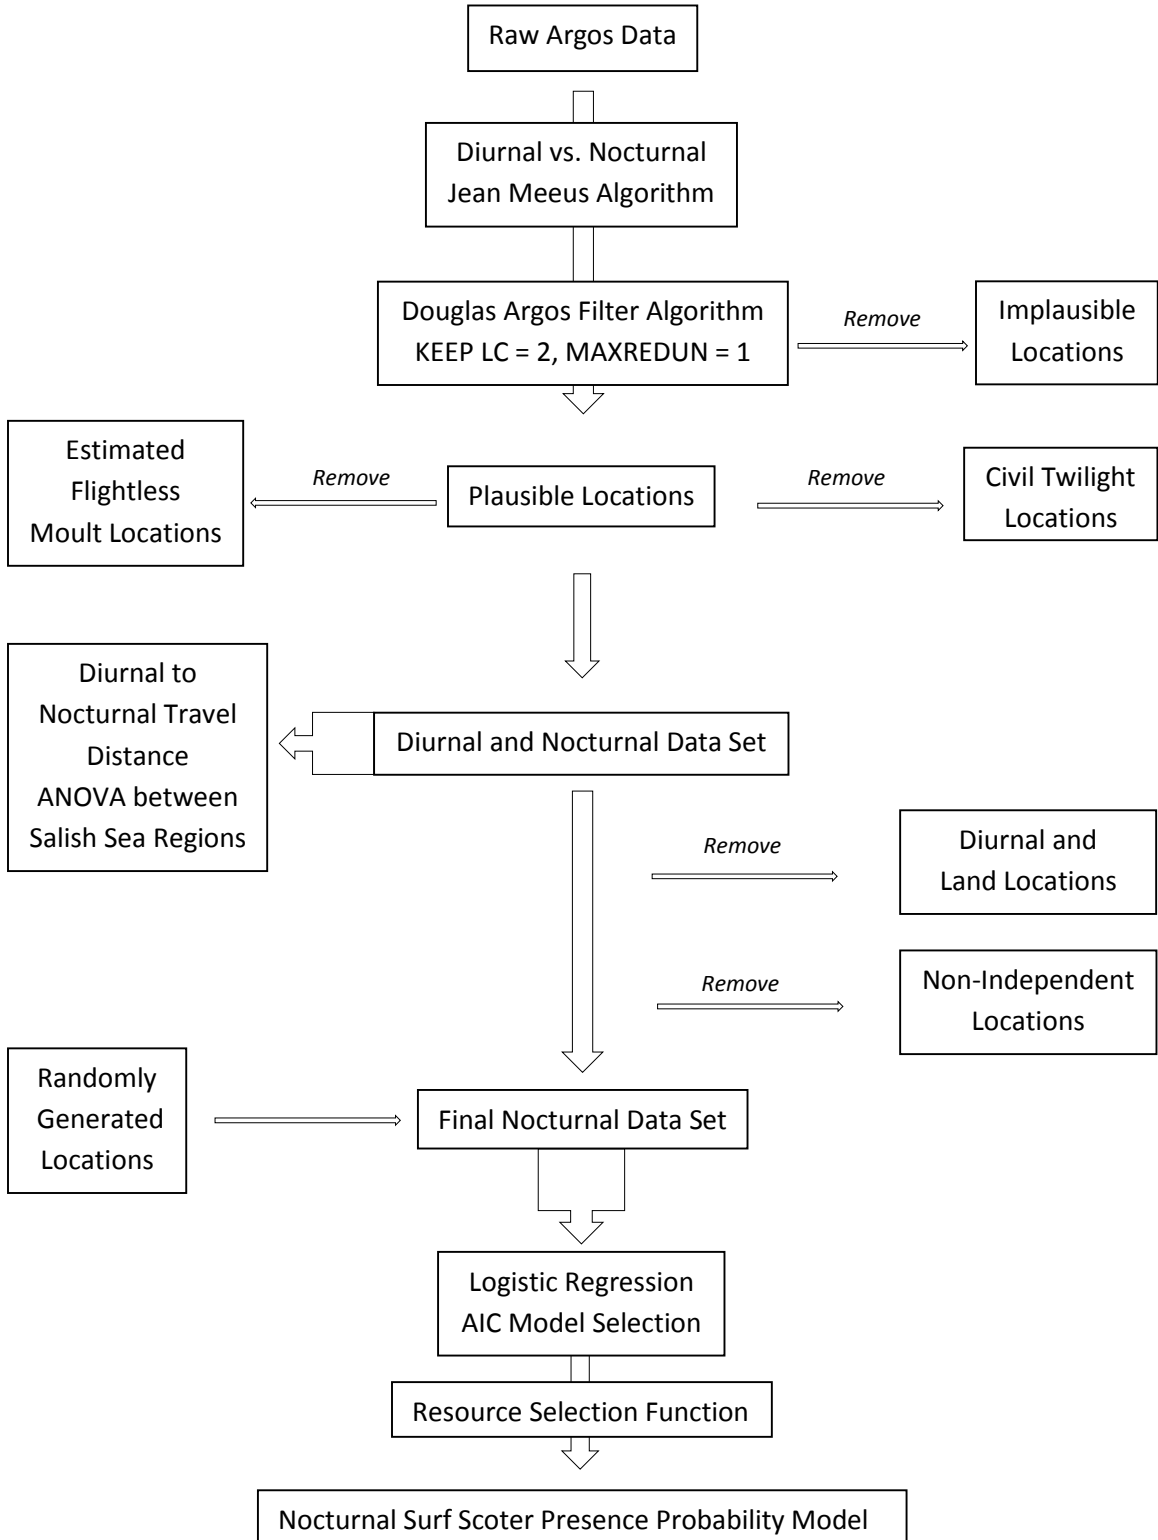 Raw Argos Data
Diurnal vs. Nocturnal
Jean Meeus Algorithm
Douglas Argos Filter Algorithm
KEEP LC = 2, MAXREDUN = 1
Remove
Implausible
Locations
Estimated
Flightless
Moult Locations
Remove
Plausible Locations
Remove
Civil Twilight
Locations
Diurnal to
Nocturnal Travel
Distance
ANOVA between
Salish Sea Regions
Diurnal and Nocturnal Data Set
Remove
Diurnal and
Land Locations
Remove
Non-Independent
Locations
Randomly
Generated
Locations
Final Nocturnal Data Set
Logistic Regression
AIC Model Selection
Resource Selection Function
Nocturnal Surf Scoter Presence Probability Model